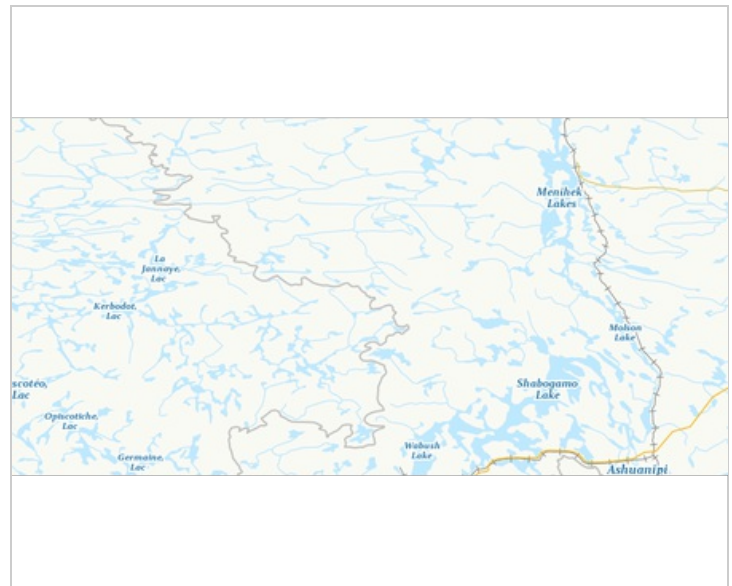 Menihek
Lakes
La
Jannaye,
Lac
Kerbodot,
Lac
Molson
Lake
scoteo,
Lac
Shabogamo
Lake
Opiscotiche,
Lac
Wabush
Lake
Germaine,
Lac
Ashuanipi